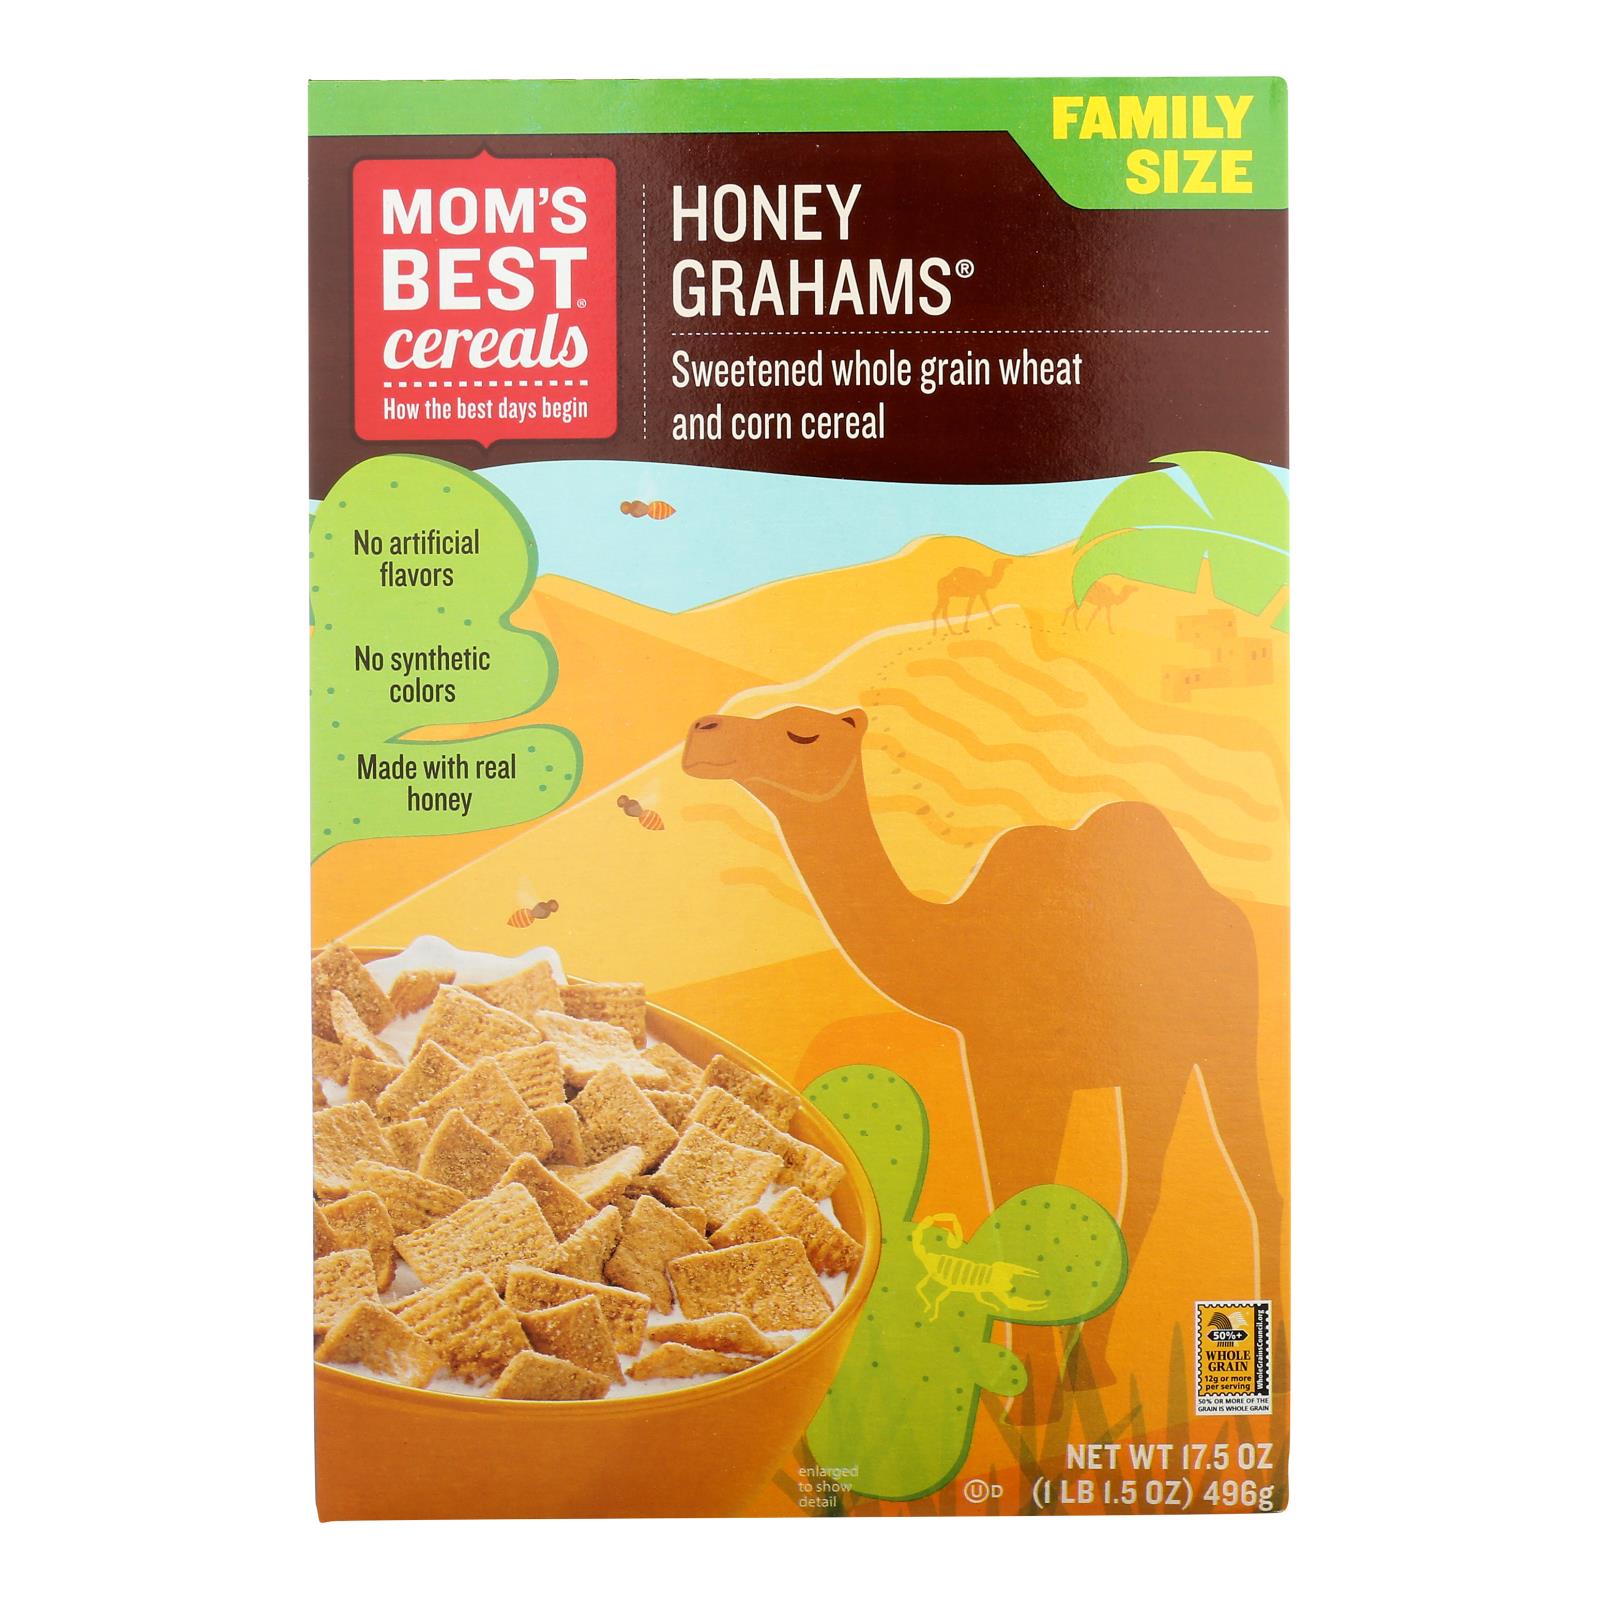 FAMILY
SIZE
MOM'S
BEST®
cereals
How the best days begin
HONEY
GRAHAMS®
Sweetened whole grain wheat
and corn cereal
No artificial
flavors
No synthetic
colors
Made with real
honey
50%+
WHOLE
GRAIN
12g or more
per serving
WholeGrainsCouncil.org
50% OR MORE OF THE
GRAIN IS WHOLE GRAIN
enlarged
to show
detail
NET WT 17.5 OZ
U D (1 LB 1.5 OZ) 496g